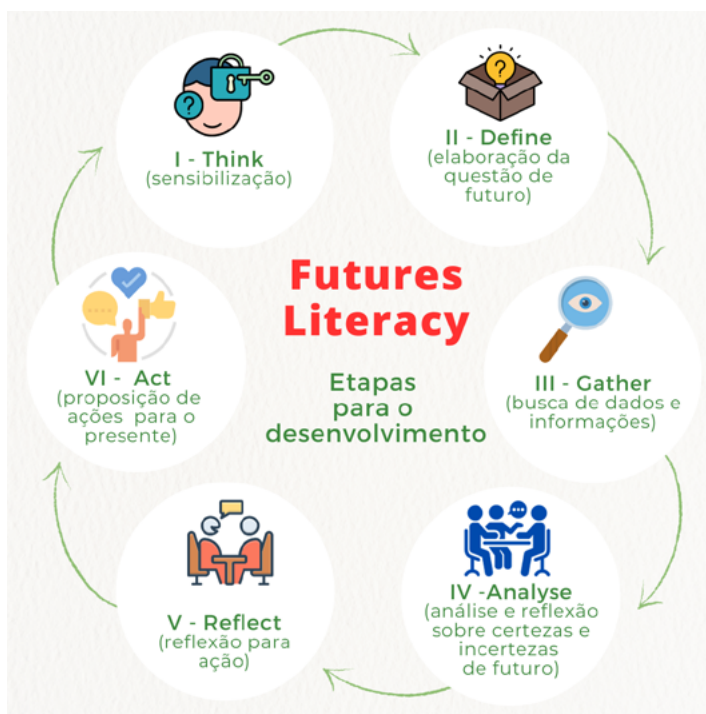 I - Think
(sensibilização)
II - Define
(elaboração da
questão de
futuro)
Futures
Literacy
Etapas
para o
desenvolvimento
III - Gather
(busca de dados e
informações)
IV -Analyse
(análise e reflexão
sobre certezas e
incertezas
de futuro)
V - Reflect
(reflexão para
ação)
VI - Act
(proposição de
ações para o
presente)